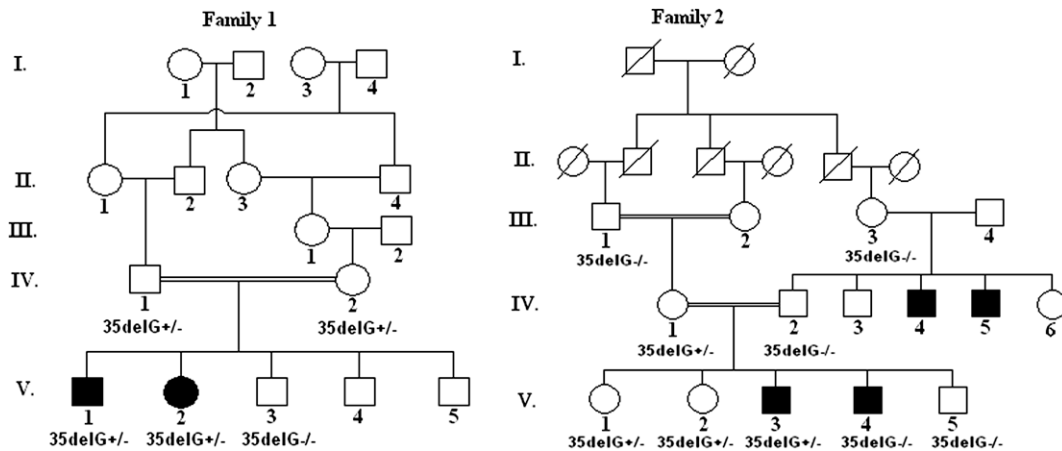 Family 1
I.
1 2 3 4
II.
1 2 3 4
III.
1 2
IV.
1 2
35delG+/- 35delG+/-
V.
1 2 3 4 5
35delG+/- 35delG+/- 35delG-/-
Family 2
I.
II.
III.
1 2 3 4
35delG-/- 35delG-/-
IV.
1 2 3 4 5 6
35delG+/- 35delG-/-
V.
1 2 3 4 5
35delG+/- 35delG+/- 35delG+/- 35delG-/- 35delG-/-